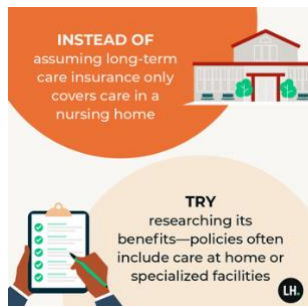 INSTEAD OF
assuming long-term
care insurance only
covers care in a
nursing home
TRY
researching its
benefits—policies often
include care at home or
specialized facilities
LH.